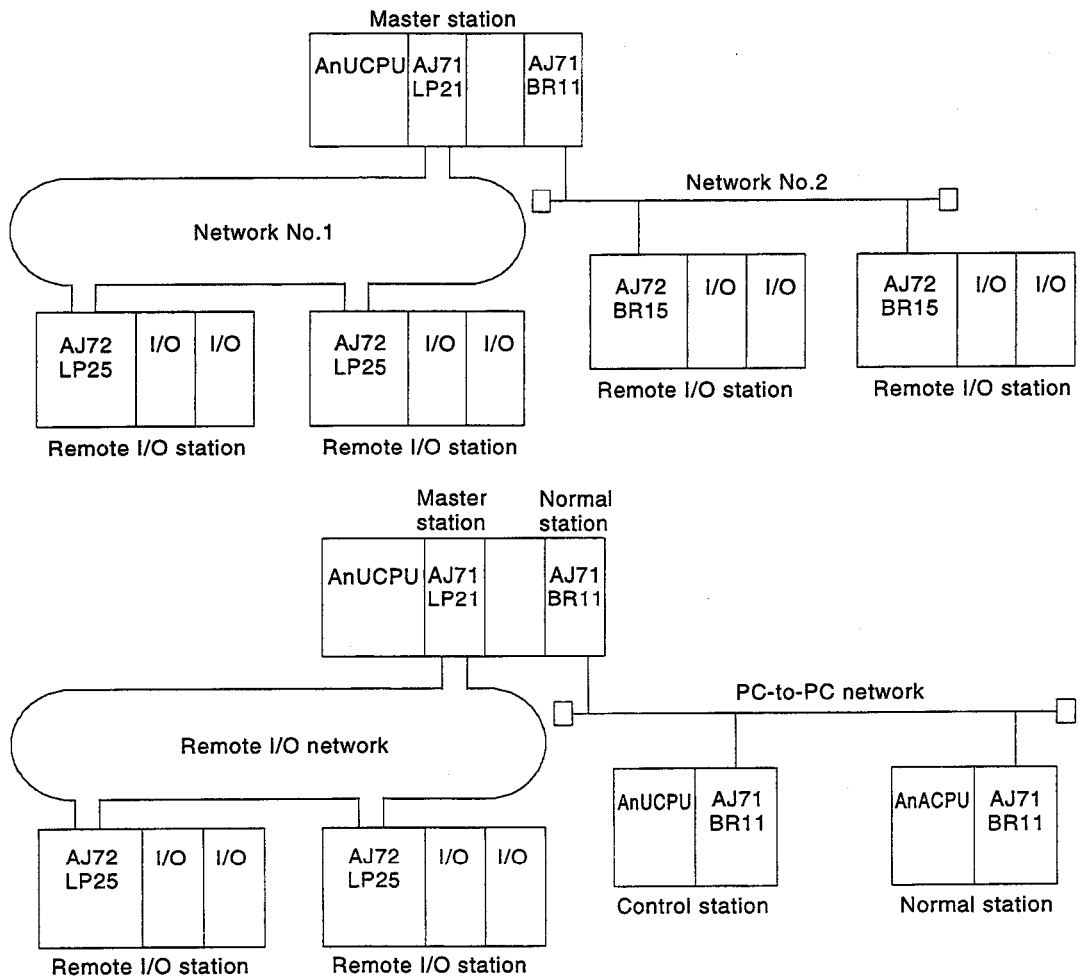 Master station
AnUCPU
AJ71
LP21
AJ71
BR11
Network No.1
Network No.2
AJ72
BR15
I/O
I/O
Remote I/O station
AJ72
BR15
I/O
I/O
Remote I/O station
AJ72
LP25
I/O
I/O
Remote I/O station
AJ72
LP25
I/O
I/O
Remote I/O station
Master
station
Normal
station
AnUCPU
AJ71
LP21
AJ71
BR11
Remote I/O network
PC-to-PC network
AnUCPU
AJ71
BR11
Control station
AnACPU
AJ71
BR11
Normal station
AJ72
LP25
I/O
I/O
Remote I/O station
AJ72
LP25
I/O
I/O
Remote I/O station